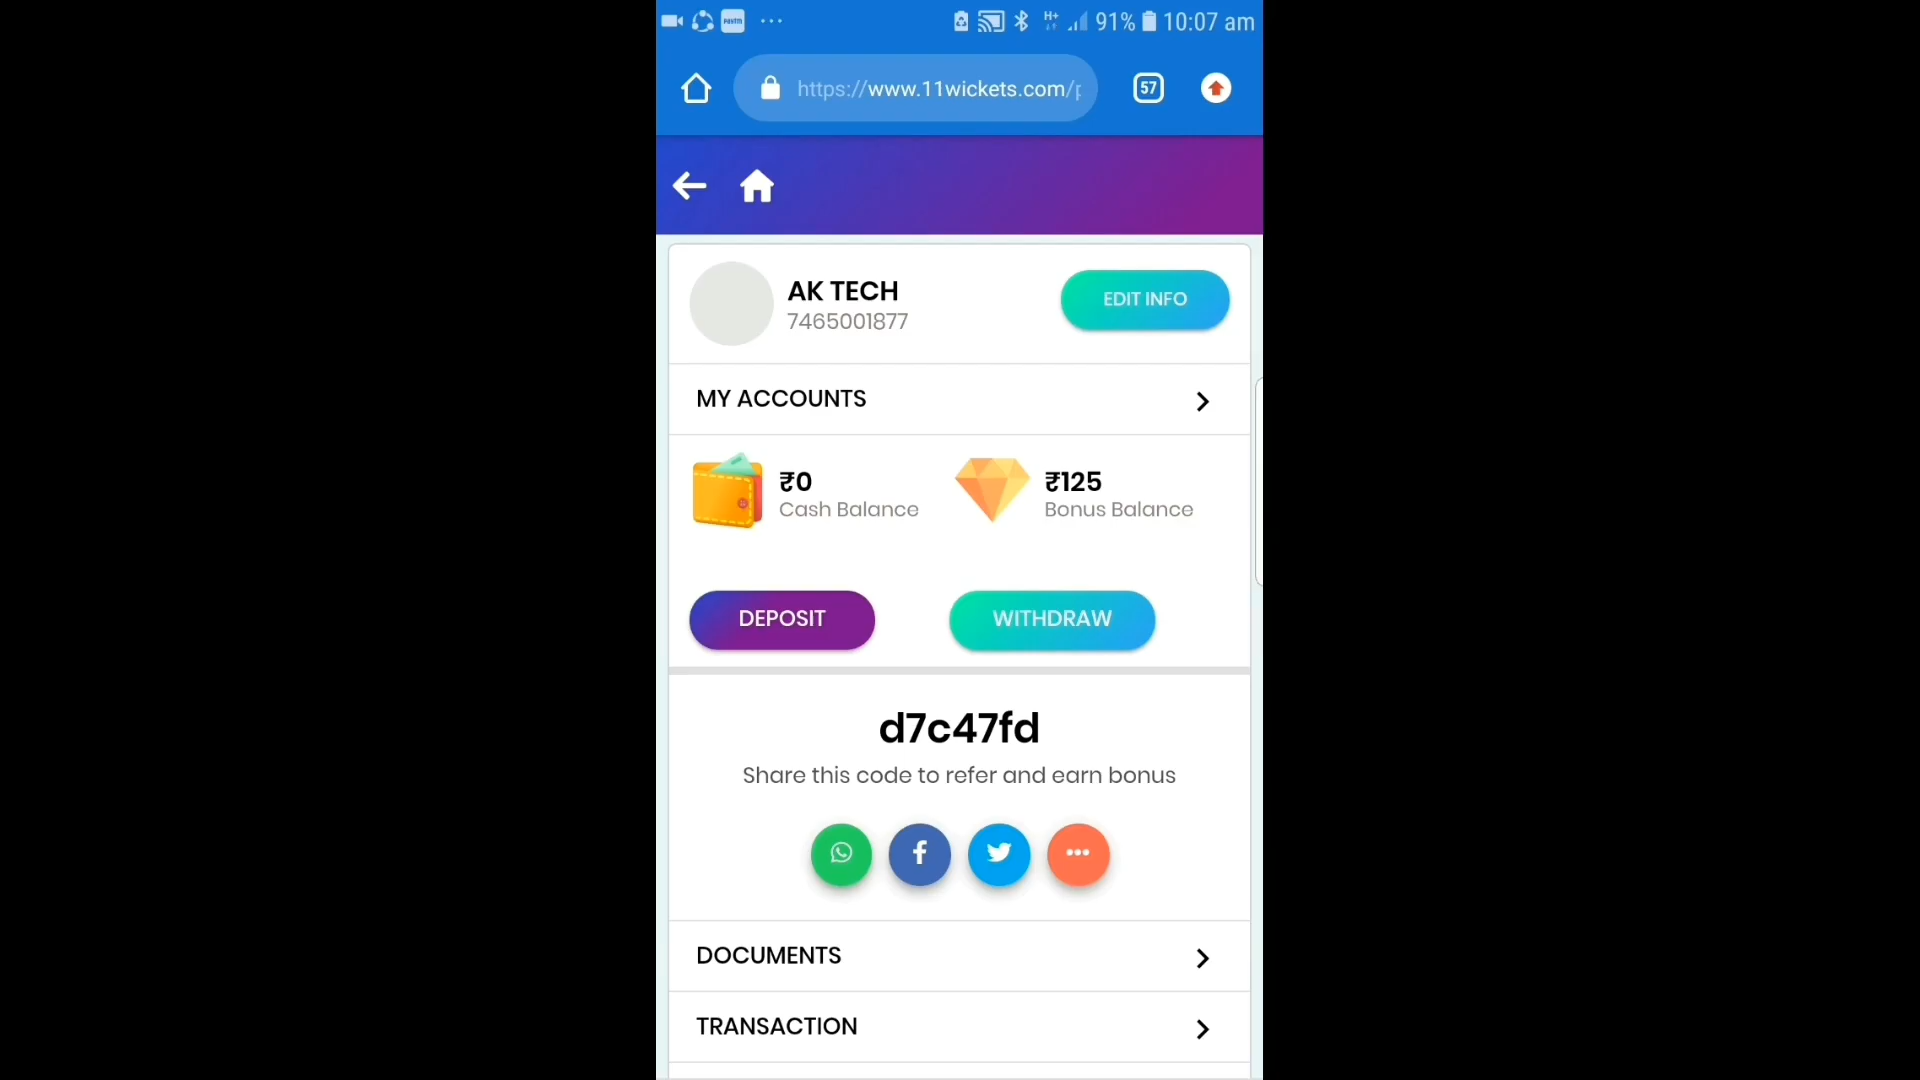 paytm
91% 10:07 am
H+
https://www.11wickets.com/p
57
AK TECH
7465001877
EDIT INFO
MY ACCOUNTS
₹0
Cash Balance
₹125
Bonus Balance
DEPOSIT
WITHDRAW
d7c47fd
Share this code to refer and earn bonus
DOCUMENTS
TRANSACTION